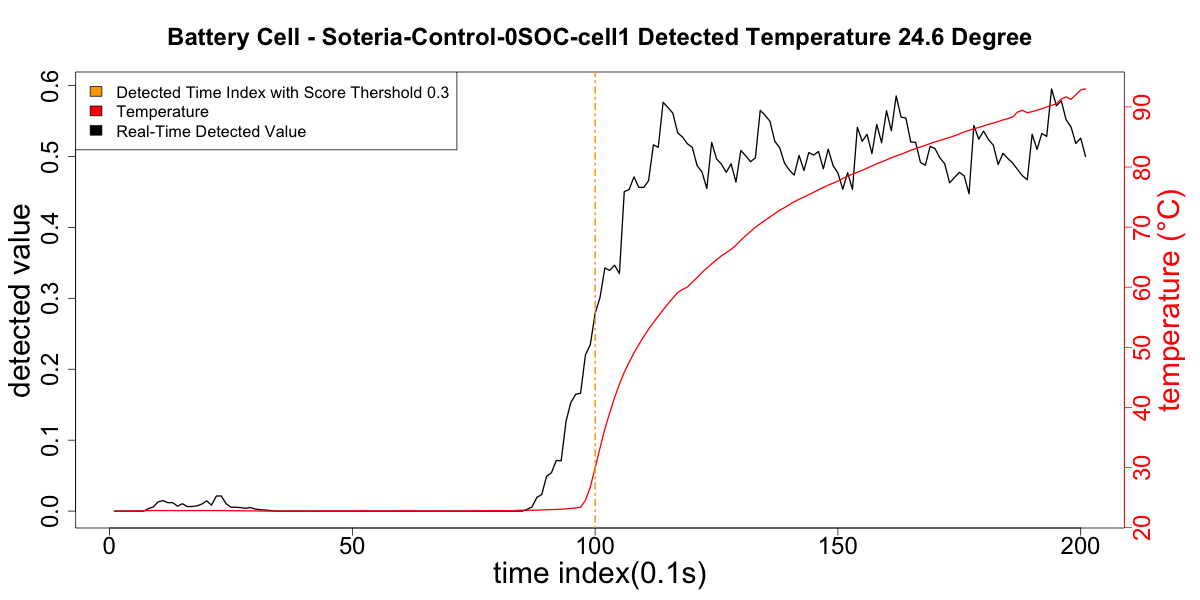 Battery Cell - Soteria-Control-0SOC-cell1 Detected Temperature 24.6 Degree
Detected Time Index with Score Thershold 0.3
Temperature
Real-Time Detected Value
detected value
0.0 0.1 0.2 0.3 0.4 0.5 0.6
20 30 40 50 60 70 80 90
temperature (°C)
0 50 100 150 200
time index(0.1s)